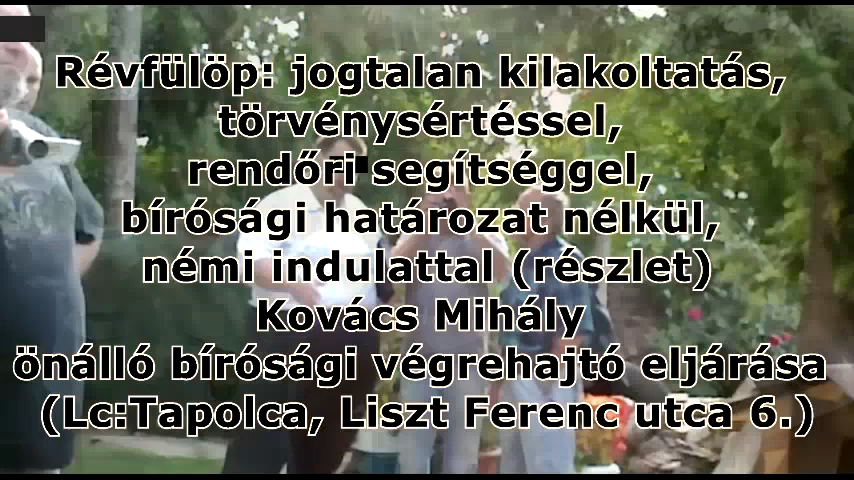 Révfülöp: jogtalan kilakoltatás,
törvénysértéssel,
rendőri segítséggel,
bírósági határozat nélkül,
némi indulattal (részlet)
Kovács Mihály
önálló bírósági végrehajtó eljárása
(Lc:Tapolca, Liszt Ferenc utca 6.)